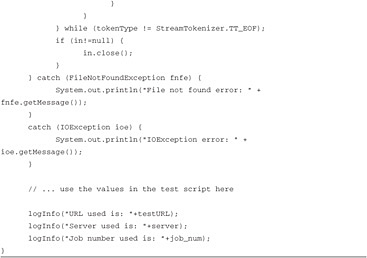 }
}
} while (tokenType != StreamTokenizer.TT_EOF);
if (in!=null) {
in.close();
}
} catch (FileNotFoundException fnfe) {
System.out.println("File not found error: " +
fnfe.getMessage());
}
catch (IOException ioe) {
System.out.println("IOException error: " +
ioe.getMessage());
}
// ... use the values in the test script here
logInfo("URL used is: "+testURL);
logInfo("Server used is: "+server);
logInfo("Job number used is: "+job_num);
}